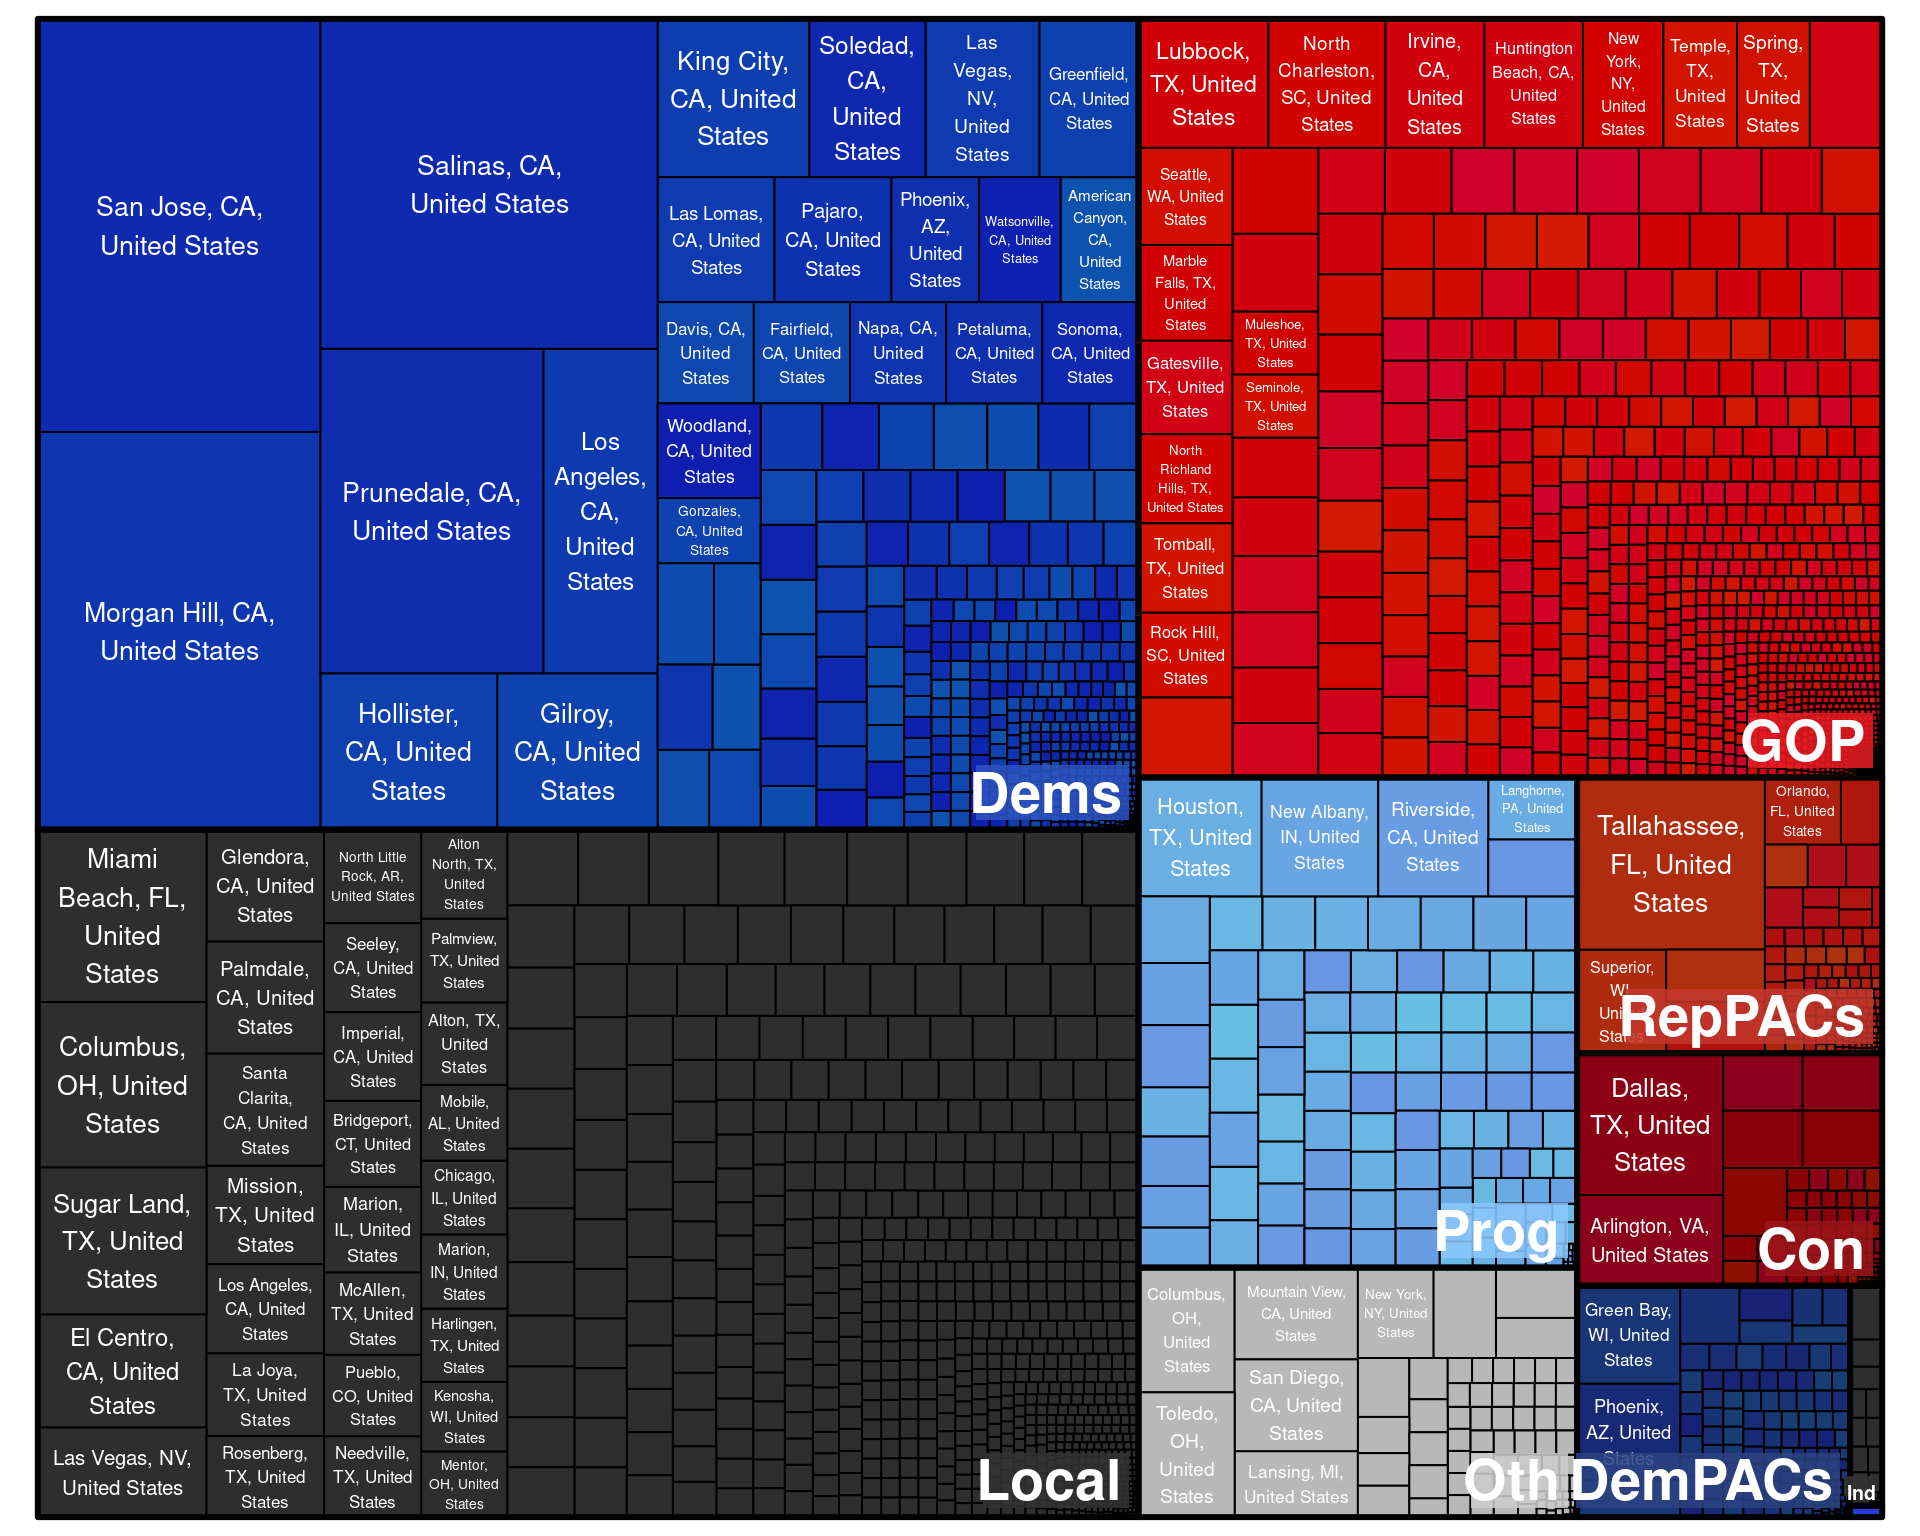 San Jose, CA,
United States
Salinas, CA,
United States
Morgan Hill, CA,
United States
Prunedale, CA,
United States
Los
Angeles,
CA,
United
States
Hollister,
CA, United
States
Gilroy,
CA, United
States
King City,
CA, United
States
Soledad,
CA,
United
States
Las
Vegas,
NV,
United
States
Greenfield,
CA, United
States
Las Lomas,
CA, United
States
Pajaro,
CA, United
States
Phoenix,
AZ,
United
States
Watsonville,
CA, United
States
American
Canyon,
CA,
United
States
Davis, CA,
United
States
Fairfield,
CA, United
States
Napa, CA,
United
States
Petaluma,
CA, United
States
Sonoma,
CA, United
States
Woodland,
CA, United
States
Gonzales,
CA, United
States
Dems
Lubbock,
TX, United
States
North
Charleston,
SC, United
States
Irvine,
CA,
United
States
Huntington
Beach, CA,
United
States
New
York,
NY,
United
States
Temple,
TX,
United
States
Spring,
TX,
United
States
Seattle,
WA, United
States
Marble
Falls, TX,
United
States
Gatesville,
TX, United
States
North
Richland
Hills, TX,
United States
Tomball,
TX, United
States
Rock Hill,
SC, United
States
Muleshoe,
TX, United
States
Seminole,
TX, United
States
GOP
Miami
Beach, FL,
United
States
Columbus,
OH, United
States
Sugar Land,
TX, United
States
El Centro,
CA, United
States
Las Vegas, NV,
United States
Glendora,
CA, United
States
Palmdale,
CA, United
States
Santa
Clarita,
CA, United
States
Mission,
TX, United
States
Los Angeles,
CA, United
States
La Joya,
TX, United
States
Rosenberg,
TX, United
States
North Little
Rock, AR,
United States
Seeley,
CA, United
States
Imperial,
CA, United
States
Bridgeport,
CT, United
States
Marion,
IL, United
States
McAllen,
TX, United
States
Pueblo,
CO, United
States
Needville,
TX, United
States
Alton
North, TX,
United
States
Palmview,
TX, United
States
Alton, TX,
United
States
Mobile,
AL, United
States
Chicago,
IL, United
States
Marion,
IN, United
States
Harlingen,
TX, United
States
Kenosha,
WI, United
States
Mentor,
OH, United
States
Local
Houston,
TX, United
States
New Albany,
IN, United
States
Riverside,
CA, United
States
Langhorne,
PA, United
States
Prog
Tallahassee,
FL, United
States
Orlando,
FL, United
States
Superior,
WI,
United
States
RepPACs
Dallas,
TX, United
States
Arlington, VA,
United States
Con
Columbus,
OH,
United
States
Toledo,
OH,
United
States
Mountain View,
CA, United
States
San Diego,
CA, United
States
Lansing, MI,
United States
New York,
NY, United
States
Oth
Green Bay,
WI, United
States
Phoenix,
AZ, United
States
DemPACs
Ind